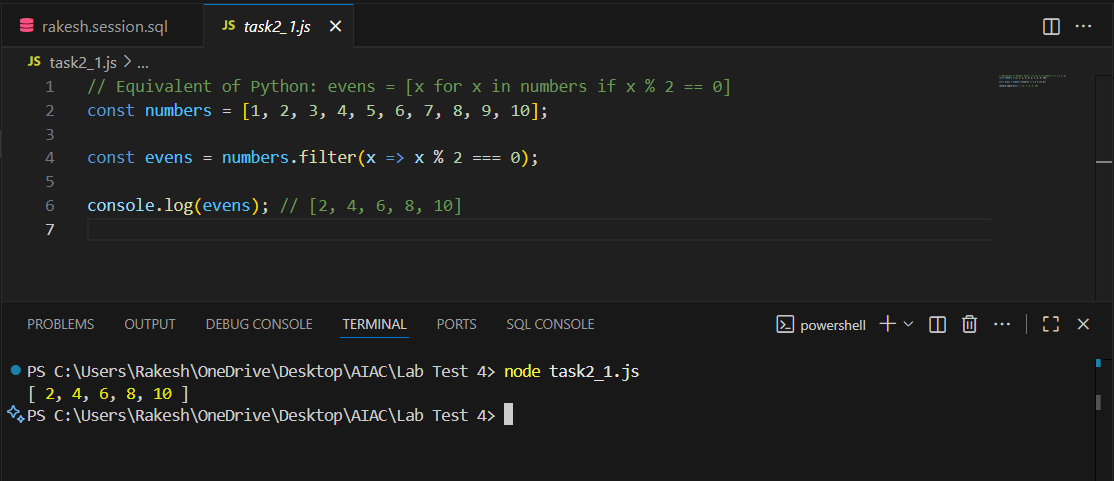 rakesh.session.sql
JS task2_1.js
JS task2_1.js > ...
1 // Equivalent of Python: evens = [x for x in numbers if x % 2 == 0]
2 const numbers = [1, 2, 3, 4, 5, 6, 7, 8, 9, 10];
3
4 const evens = numbers.filter(x => x % 2 === 0);
5
6 console.log(evens); // [2, 4, 6, 8, 10]
7
PROBLEMS OUTPUT DEBUG CONSOLE TERMINAL PORTS SQL CONSOLE powershell
PS C:\Users\Rakesh\OneDrive\Desktop\AIAC\Lab Test 4> node task2_1.js
[ 2, 4, 6, 8, 10 ]
PS C:\Users\Rakesh\OneDrive\Desktop\AIAC\Lab Test 4>